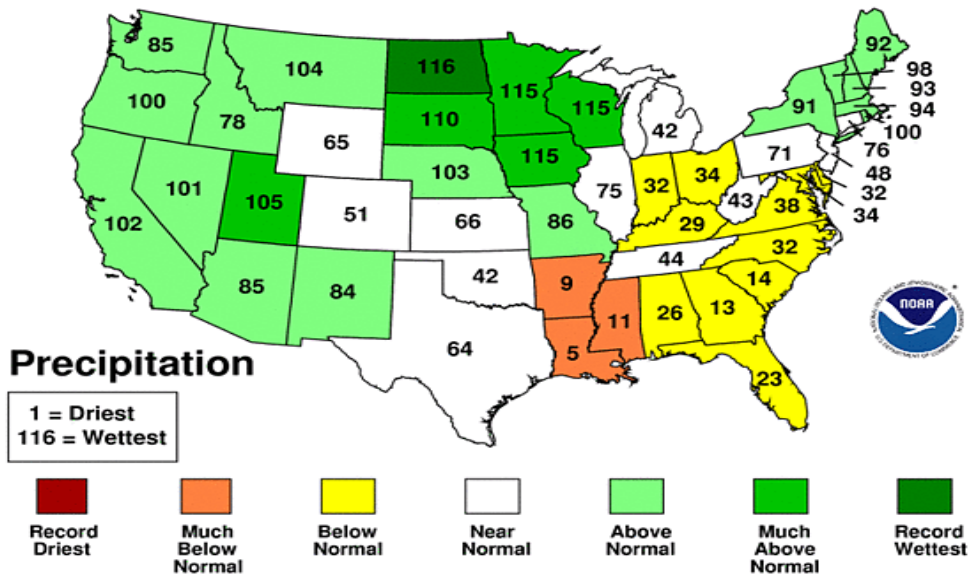 85
104
116
115
92
98
93
94
100
100
78
65
110
115
42
91
76
48
32
34
101
105
51
103
115
75
32
34
71
43
38
102
66
86
29
44
32
85
84
42
9
11
26
13
14
64
5
23
NOAA
Precipitation
1 = Driest
116 = Wettest
Record
Driest
Much
Below
Normal
Below
Normal
Near
Normal
Above
Normal
Much
Above
Normal
Record
Wettest